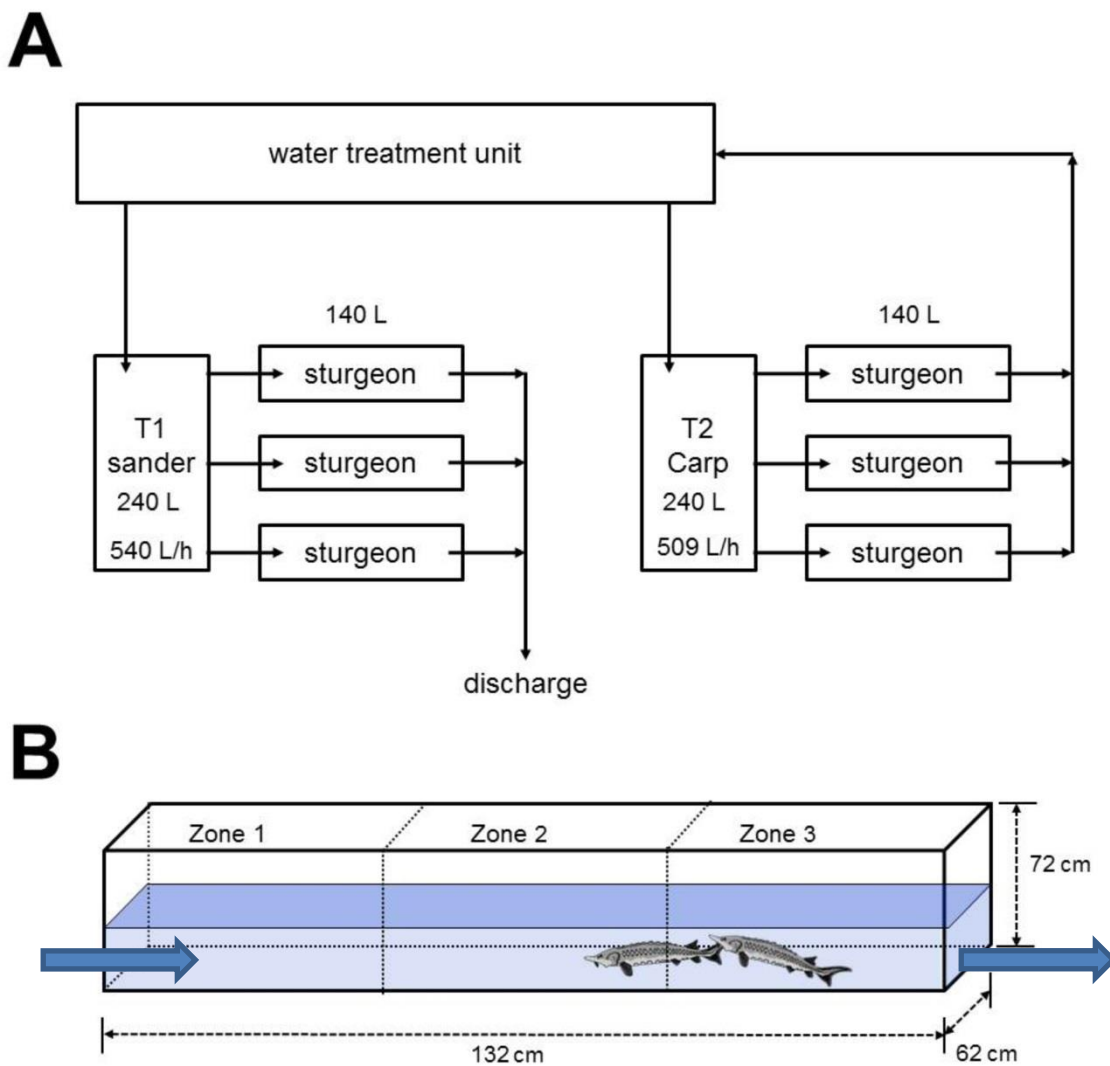 A
water treatment unit
140 L
140 L
T1
sander
240 L
540 L/h
sturgeon
sturgeon
sturgeon
T2
Carp
240 L
509 L/h
sturgeon
sturgeon
sturgeon
discharge
B
Zone 1
Zone 2
Zone 3
72 cm
132 cm
62 cm